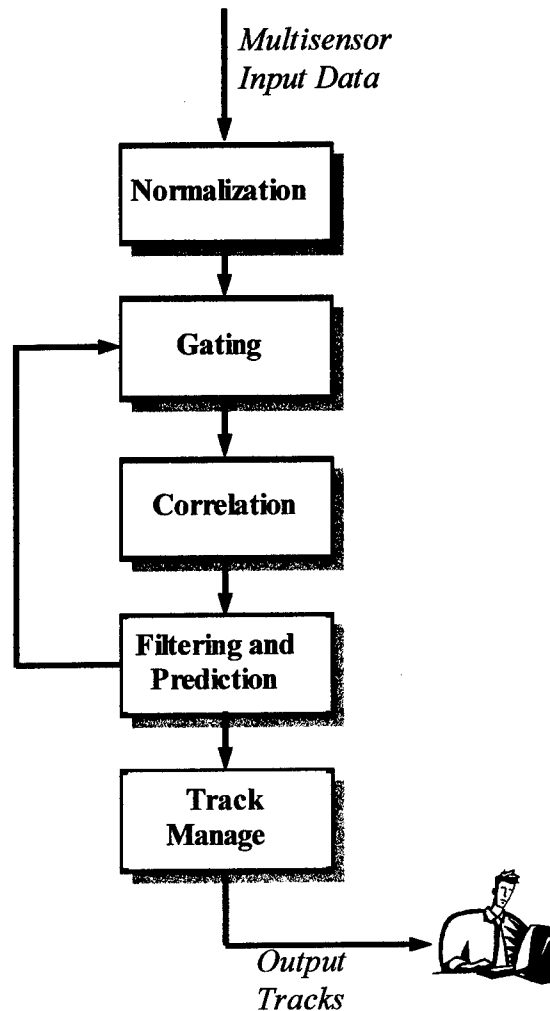 Multisensor
Input Data
Normalization
Gating
Correlation
Filtering and
Prediction
Track
Manage
Output
Tracks